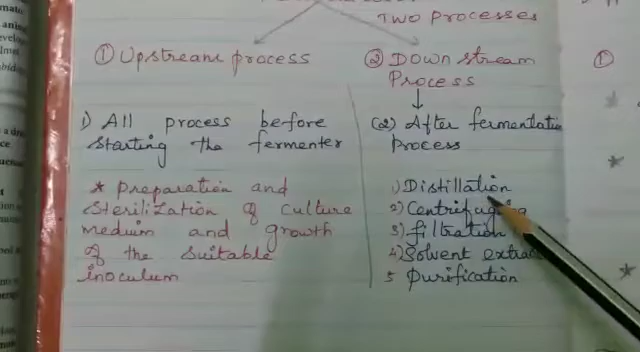 Two Processes
① Upstream process
② Down stream
Process
1) All process before
starting the fermenter
* Preparation and
Sterilization of culture
medium and growth
of the suitable
inoculum
(2) After fermentation
process
1) Distillation
2) Centrifuging
3) filtration
4) Solvent
5 Purification
①